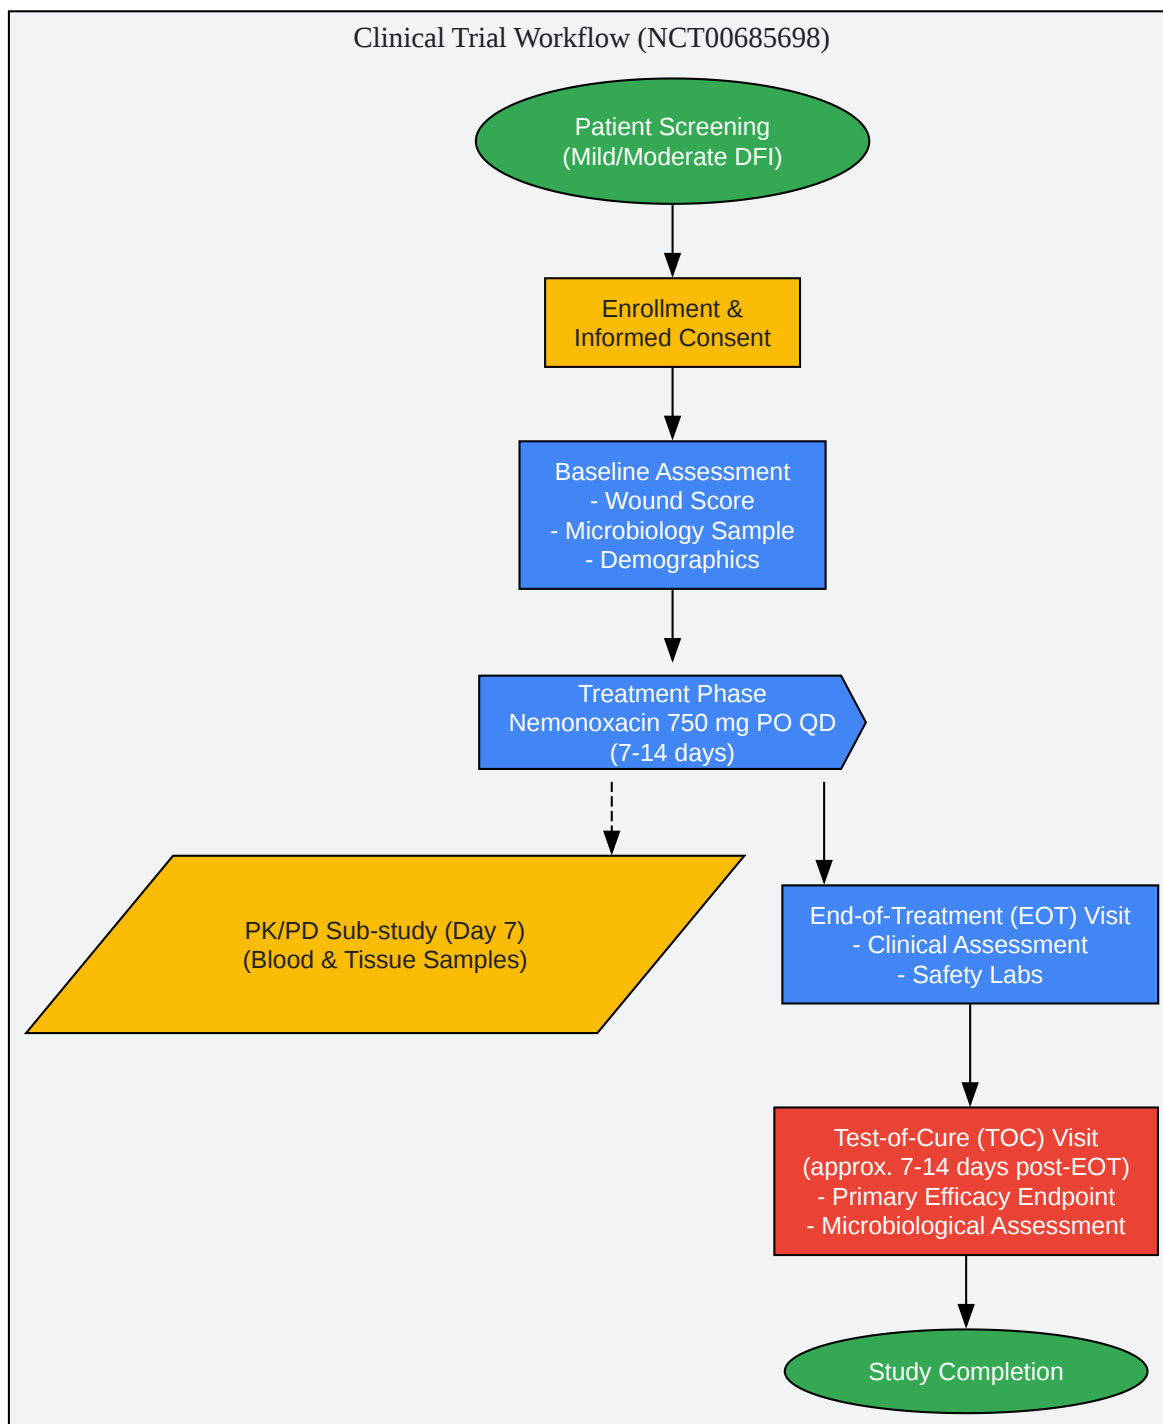 Clinical Trial Workflow (NCT00685698)
Patient Screening
(Mild/Moderate DFI)
Enrollment &
Informed Consent
Baseline Assessment
- Wound Score
- Microbiology Sample
- Demographics
Treatment Phase
Nemonoxacin 750 mg PO QD
(7-14 days)
PK/PD Sub-study (Day 7)
(Blood & Tissue Samples)
End-of-Treatment (EOT) Visit
- Clinical Assessment
- Safety Labs
Test-of-Cure (TOC) Visit
(approx. 7-14 days post-EOT)
- Primary Efficacy Endpoint
- Microbiological Assessment
Study Completion